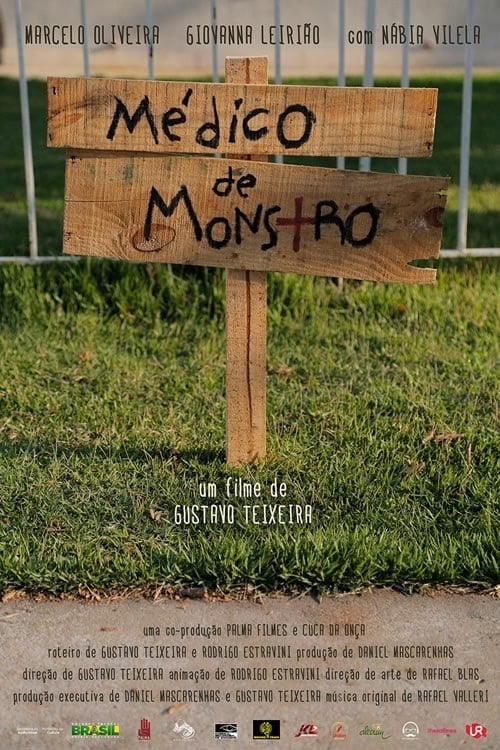 MARCELO OLIVEIRA GIOVANNA LEIRIÃO com NÁBIA VILELA
MÉDICO
de
MONSTRO
um filme de
GUSTAVO TEIXEIRA
uma co-produção PALMA FILMES e CUCA DA ONÇA
roteiro de GUSTAVO TEIXEIRA e RODRIGO ESTRAVINI produção de DANIEL MASCARENHAS
direção de GUSTAVO TEIXEIRA animação de RODRIGO ESTRAVINI direção de arte de RAFAEL BLAS
produção executiva de DANIEL MASCARENHAS e GUSTAVO TEIXEIRA música original de RAFAEL VALLERI
BRASIL